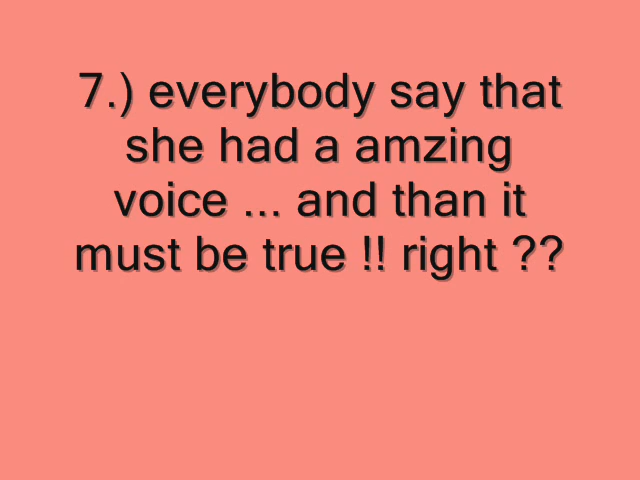 7.) everybody say that
she had a amzing
voice ... and than it
must be true !! right ??